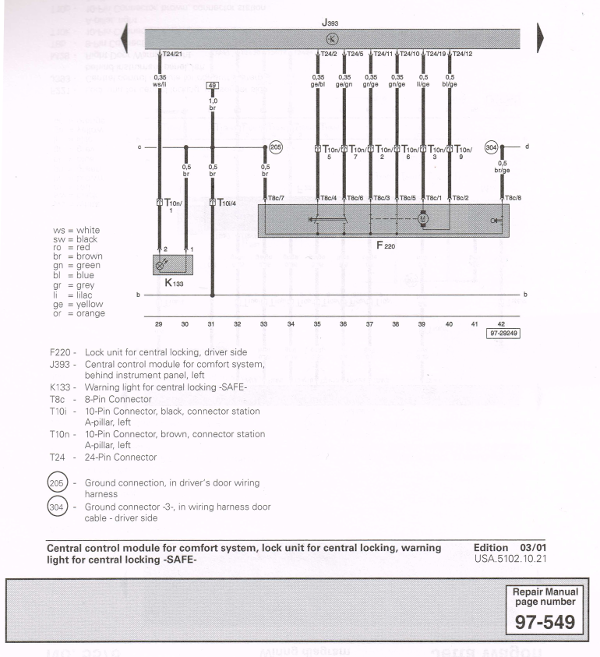 J393
K
T24/21 T24/2 T24/5 T24/11 T24/10 T24/19 T24/12
0,35 ws/li
49
1,0 br
0,35 ge/bl
0,35 ge/gn
0,35 gr/ge
0,35 gn/ge
0,5 li/ge
0,5 bl/ge
c 205 304 d
T10n/5 T10n/7 T10n/2 T10n/6 T10n/3 T10n/9
0,5 br
0,5 br
0,5 br
0,5 br/ge
T10n/1
T10i/4
T8c/7 T8c/4 T8c/6 T8c/3 T8c/5 T8c/1 T8c/2 T8c/8
M
F220
2 1
K133
ws = white
sw = black
ro = red
br = brown
gn = green
bl = blue
gr = grey
li = lilac
ge = yellow
or = orange
b b
29 30 31 32 33 34 35 36 37 38 39 40 41 42
97-29249
F220 - Lock unit for central locking, driver side
J393 - Central control module for comfort system,
behind instrument panel, left
K133 - Warning light for central locking -SAFE-
T8c - 8-Pin Connector
T10i - 10-Pin Connector, black, connector station
A-pillar, left
T10n - 10-Pin Connector, brown, connector station
A-pillar, left
T24 - 24-Pin Connector
205 - Ground connection, in driver's door wiring
harness
304 - Ground connector -3-, in wiring harness door
cable - driver side
Central control module for comfort system, lock unit for central locking, warning
light for central locking -SAFE-
Edition 03/01
USA.5102.10.21
Repair Manual
page number
97-549